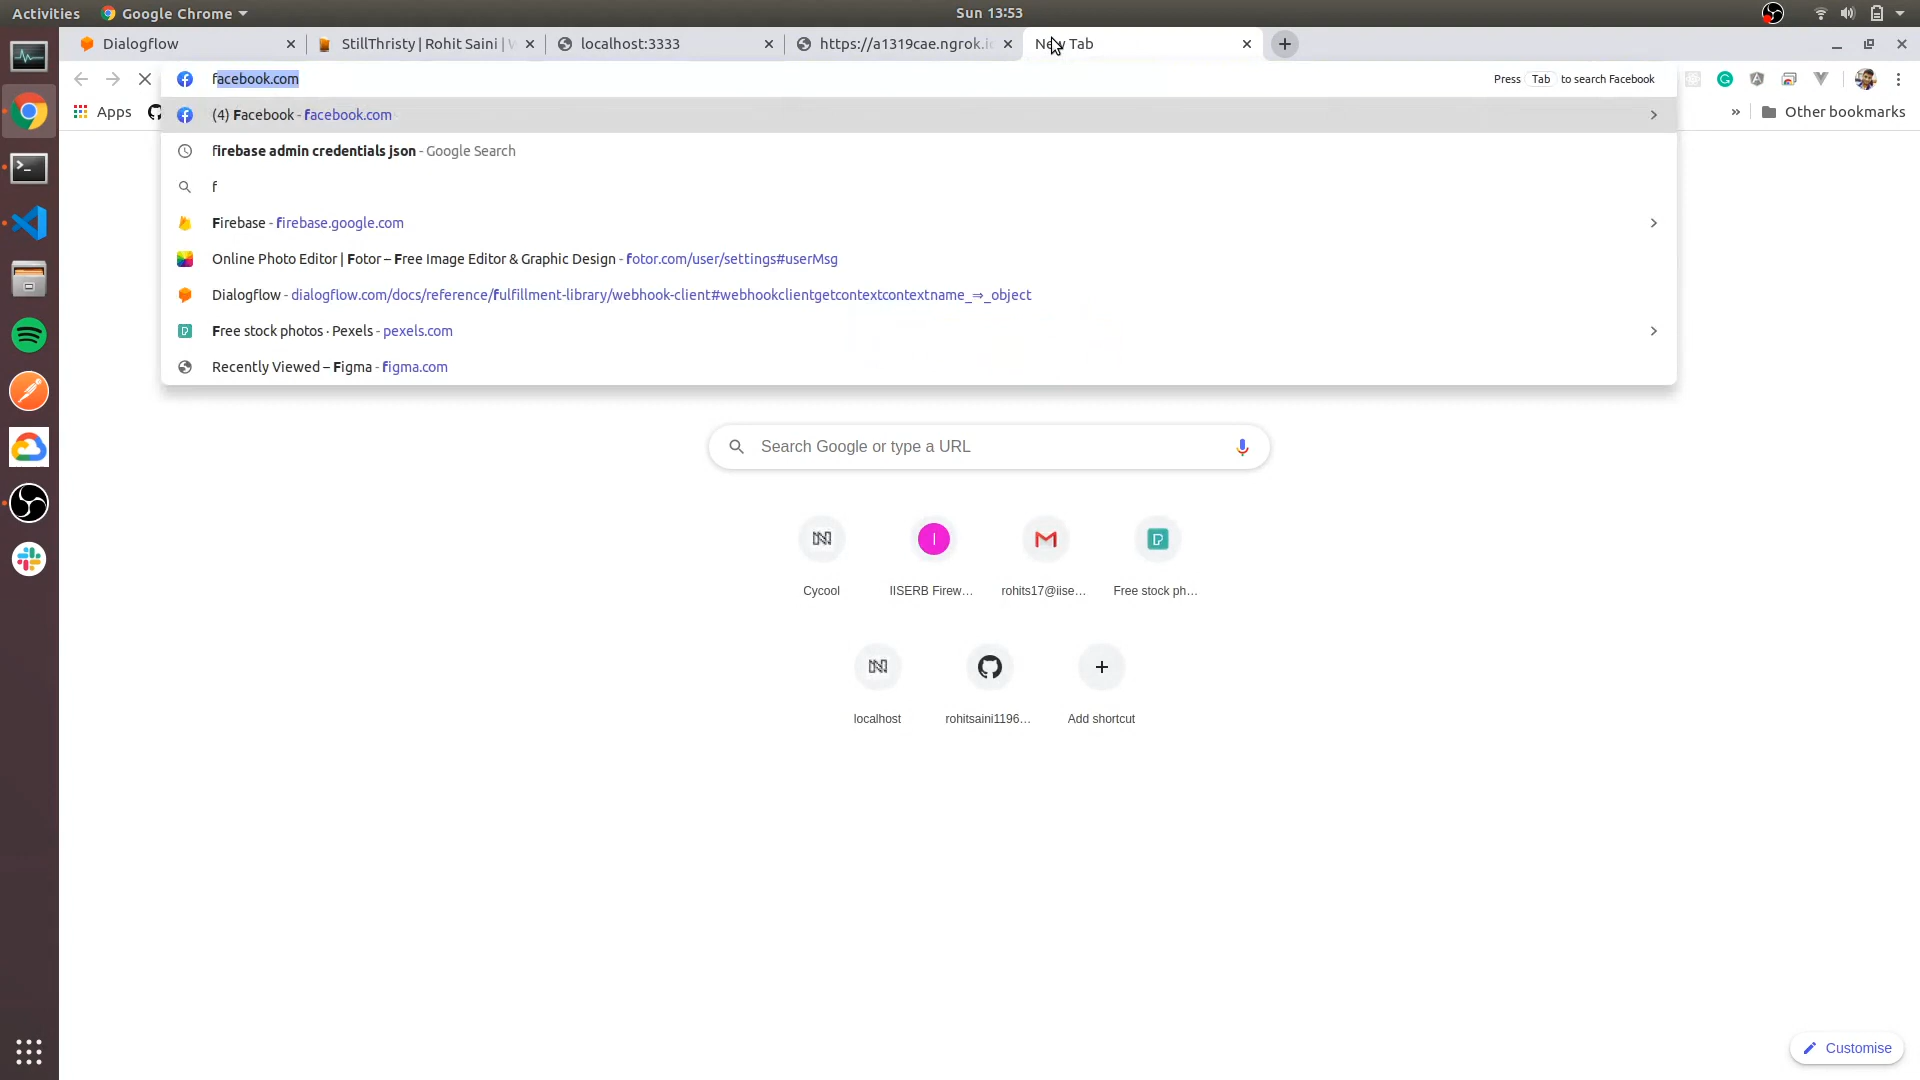 Activities
Google Chrome
Sun 13:53
Dialogflow
StillThristy | Rohit Saini | W
localhost:3333
https://a1319cae.ngrok.io
New Tab
facebook.com
Press Tab to search Facebook
Apps
(4) Facebook - facebook.com
Other bookmarks
firebase admin credentials json - Google Search
f
Firebase - firebase.google.com
Online Photo Editor | Fotor – Free Image Editor & Graphic Design - fotor.com/user/settings#userMsg
Dialogflow - dialogflow.com/docs/reference/fulfillment-library/webhook-client#webhookclientgetcontextcontextname_⇒_object
Free stock photos · Pexels - pexels.com
Recently Viewed – Figma - figma.com
Search Google or type a URL
Cycool
IISERB Firew...
rohits17@iise...
Free stock ph...
localhost
rohitsaini1196...
Add shortcut
Customise